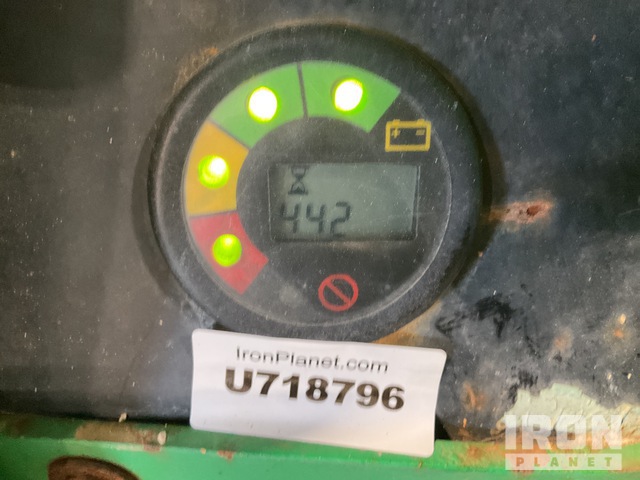 442
IronPlanet.com
U718796
IRON
PLANET